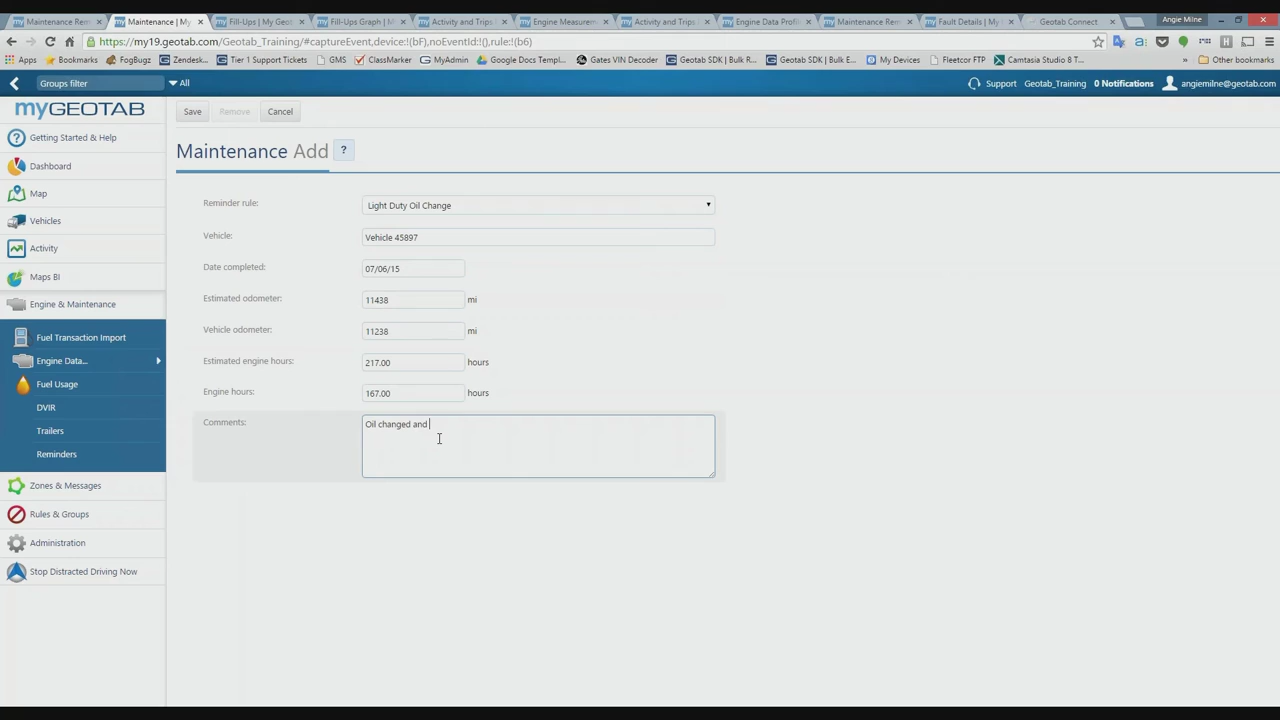 Maintenance Rem
Maintenance | My
Fill-Ups | My Geot
Fill-Ups Graph | M
Activity and Trips
Engine Measurem
Activity and Trips
Engine Data Profil
Maintenance Rem
Fault Details | My
Geotab Connect
Angie Milne
https://my19.geotab.com/Geotab_Training/#captureEvent,device:!(bF),noEventId:!(),rule:!(b6)
Apps
Bookmarks
FogBugz
Zendesk...
Tier 1 Support Tickets
GMS
ClassMarker
MyAdmin
Google Docs Templ...
Gates VIN Decoder
Geotab SDK | Bulk R...
Geotab SDK | Bulk E...
My Devices
Fleetcor FTP
Camtasia Studio 8 T...
»
Other bookmarks
Groups filter
All
Support
Geotab_Training
0 Notifications
angiemilne@geotab.com
myGEOTAB
Getting Started & Help
Dashboard
Map
Vehicles
Activity
Maps BI
Engine & Maintenance
Fuel Transaction Import
Engine Data...
Fuel Usage
DVIR
Trailers
Reminders
Zones & Messages
Rules & Groups
Administration
Stop Distracted Driving Now
Save
Remove
Cancel
Maintenance Add ?
Reminder rule: Light Duty Oil Change
Vehicle: Vehicle 45897
Date completed: 07/06/15
Estimated odometer: 11438 mi
Vehicle odometer: 11238 mi
Estimated engine hours: 217.00 hours
Engine hours: 167.00 hours
Comments: Oil changed and